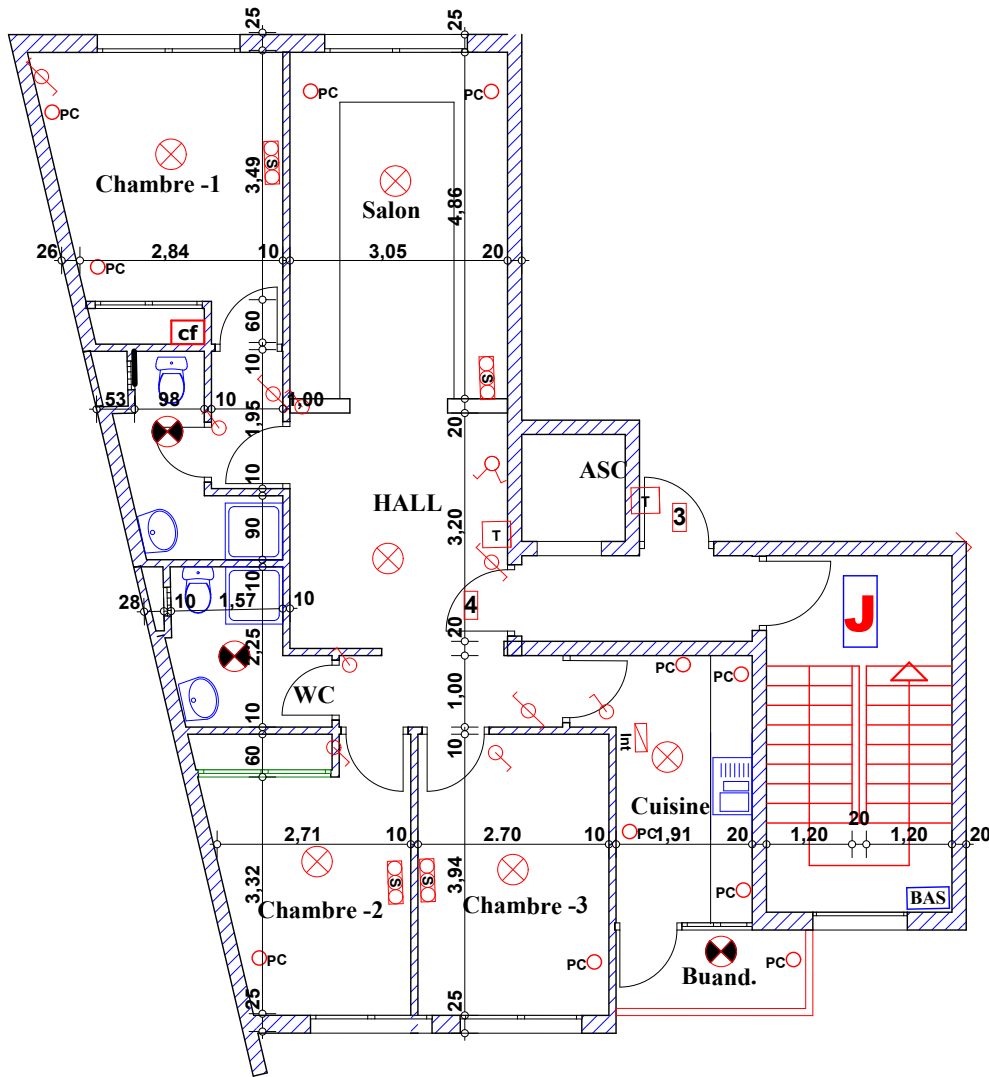 25
25
PC
PC
PC
S
3,49
Chambre -1
Salon
4,86
26
2,84
10
3,05
20
PC
60
cf
10
S
53
98
10
1,95
1,00
20
ASC
10
HALL
T
3
90
3,20
T
10
28
10
1,57
10
4
J
20
2,25
WC
PC
PC
1,00
10
10
Int
60
Cuisine
2,71
10
2.70
10
PC
1,91
20
1,20
20
1,20
20
3,32
S
S
3,94
PC
Chambre -2
Chambre -3
BAS
PC
PC
Buand.
PC
25
25